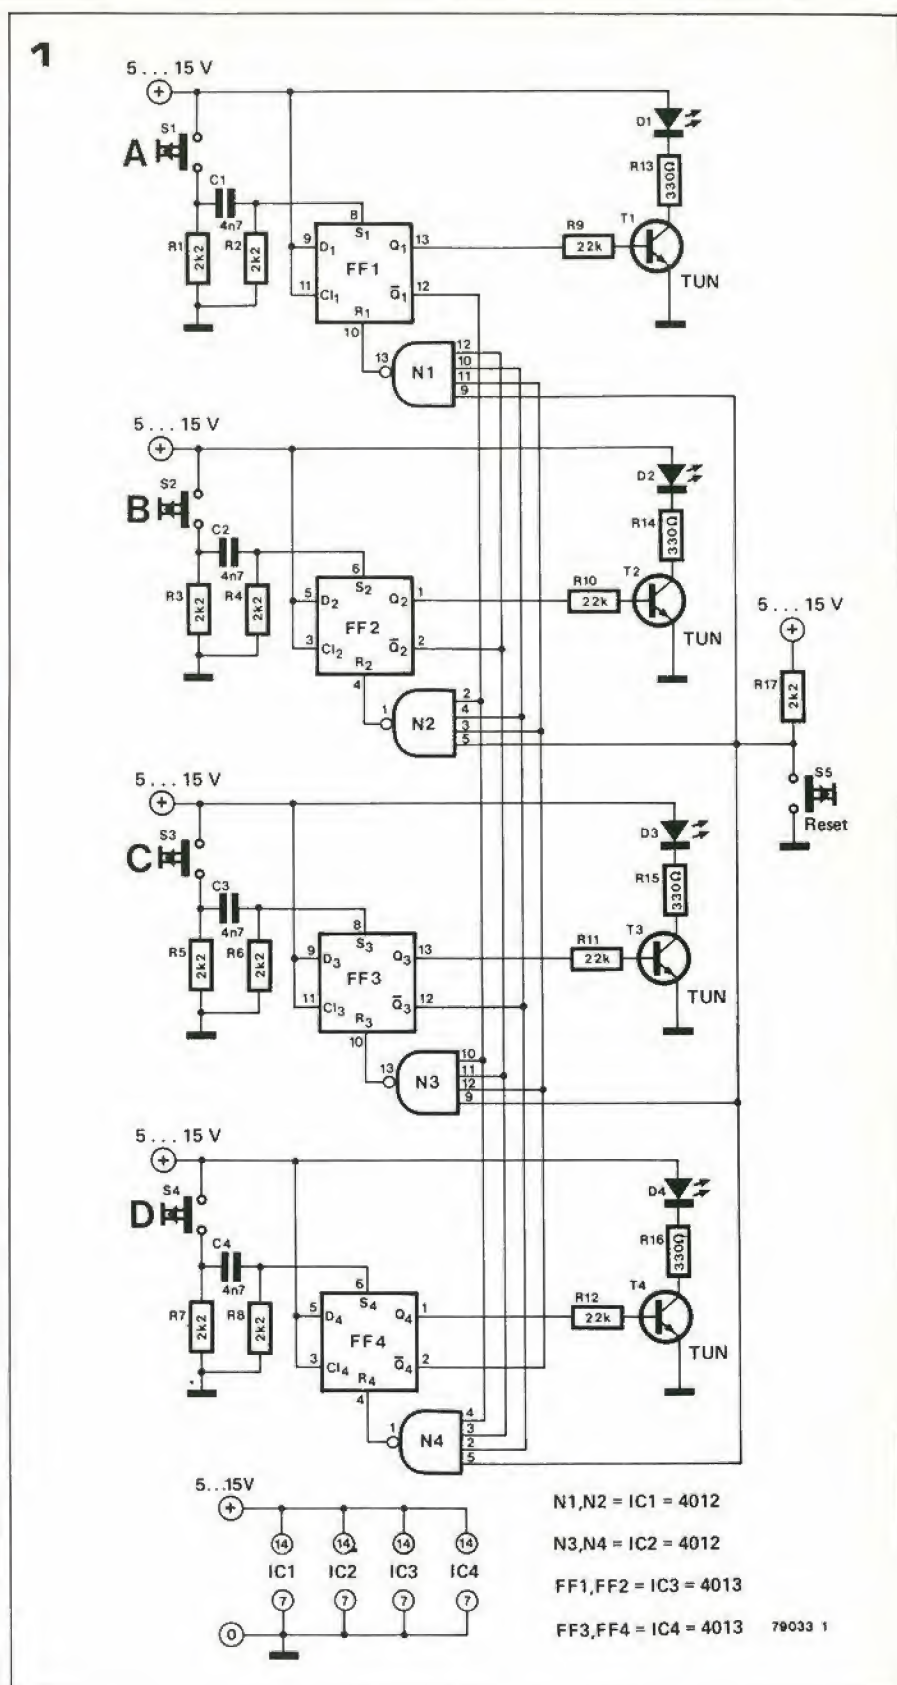 1
5 . . . 15 V
+
A
S1
C1
4n7
R1
2k2
R2
2k2
8
S1
9
D1
Q1
13
FF1
11
Cl1
Q̅1
12
R1
10
R9
22k
D1
R13
330Ω
T1
TUN
13
N1
12
10
11
9
5 . . . 15 V
+
B
S2
C2
4n7
R3
2k2
R4
2k2
6
S2
5
D2
Q2
1
FF2
3
Cl2
Q̅2
2
R2
4
R10
22k
D2
R14
330Ω
T2
TUN
1
N2
2
4
3
5
5 . . . 15 V
+
R17
2k2
S5
Reset
5 . . . 15 V
+
C
S3
C3
4n7
R5
2k2
R6
2k2
8
S3
9
D3
Q3
13
FF3
11
Cl3
Q̅3
12
R3
10
R11
22k
D3
R15
330Ω
T3
TUN
13
N3
10
11
12
9
5 . . . 15 V
+
D
S4
C4
4n7
R7
2k2
R8
2k2
6
S4
5
D4
Q4
1
FF4
3
Cl4
Q̅4
2
R4
4
R12
22k
D4
R16
330Ω
T4
TUN
1
N4
4
3
2
5
5...15V
+
14 14 14 14
IC1 IC2 IC3 IC4
7 7 7 7
0
N1,N2 = IC1 = 4012
N3,N4 = IC2 = 4012
FF1,FF2 = IC3 = 4013
FF3,FF4 = IC4 = 4013
79033 1